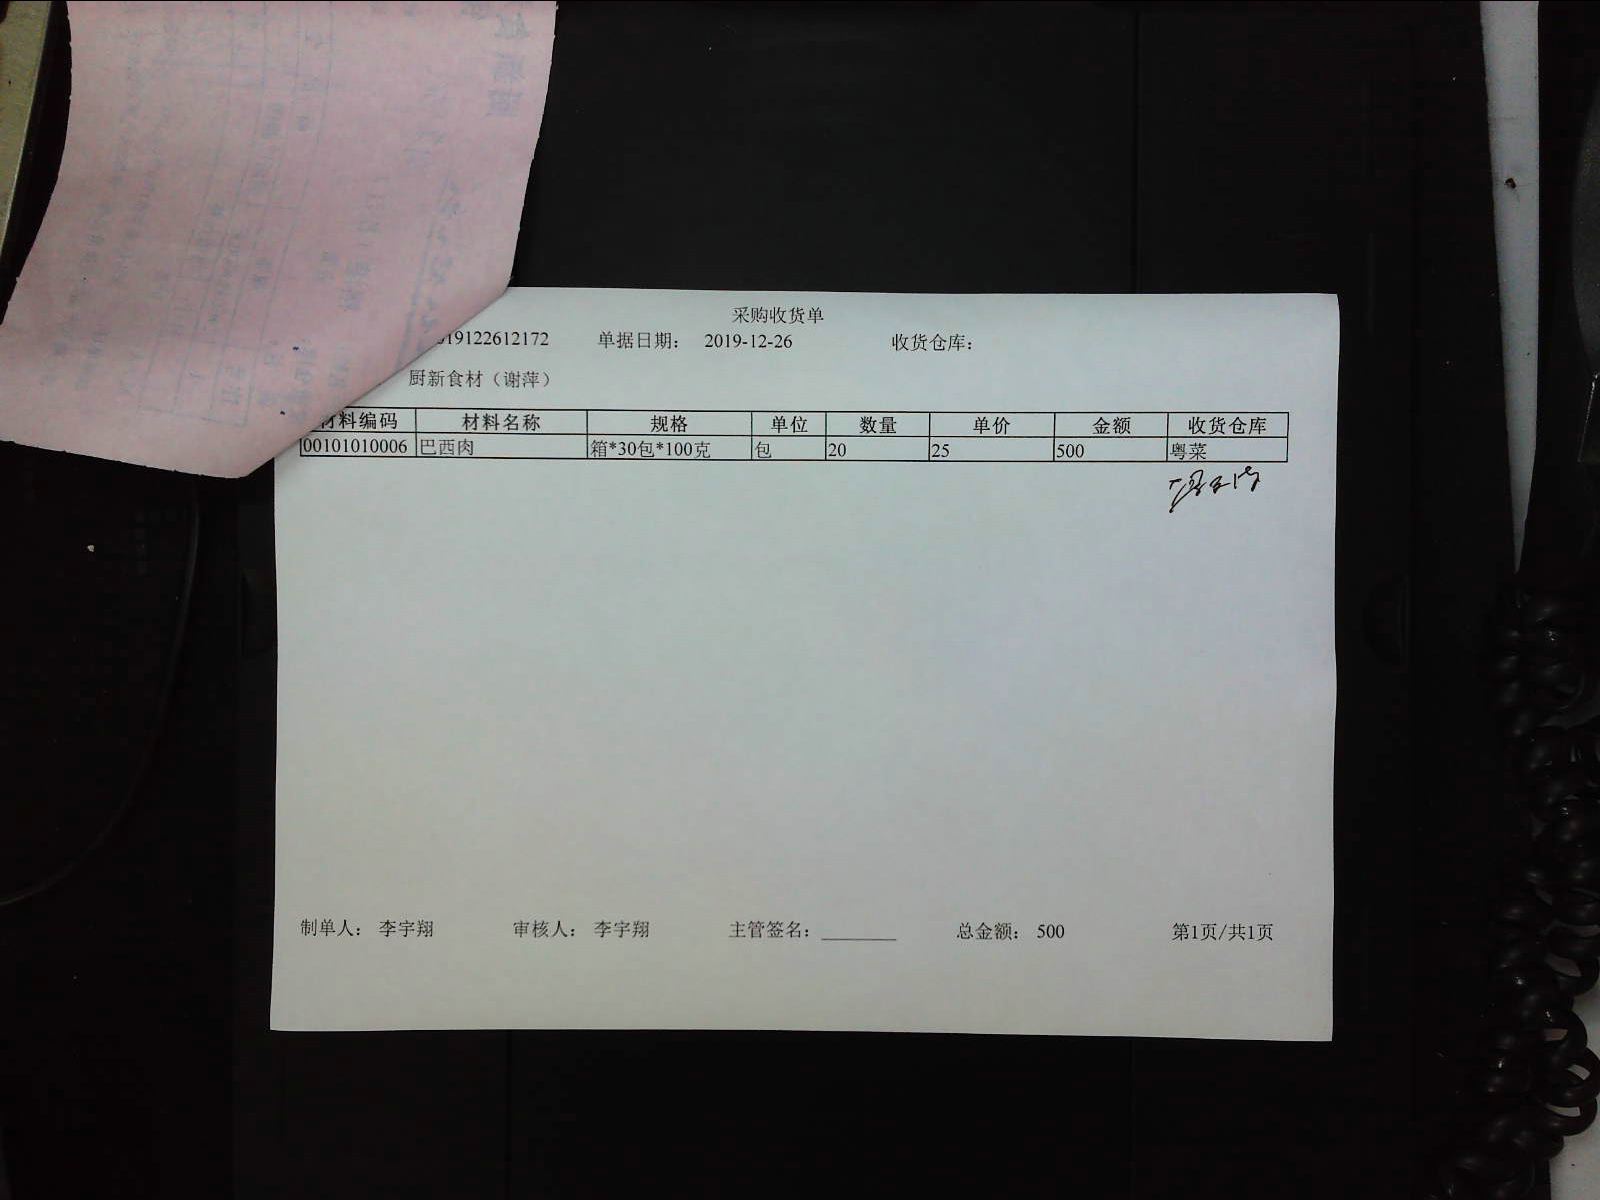 采购收货单
19122612172 单据日期: 2019-12-26 收货仓库:
厨新食材（谢萍）
材料编码 材料名称 规格 单位 数量 单价 金额 收货仓库
00101010006 巴西肉 箱*30包*100克 包 20 25 500 粤菜
制单人: 李宇翔 审核人: 李宇翔 主管签名: ________ 总金额: 500 第1页/共1页